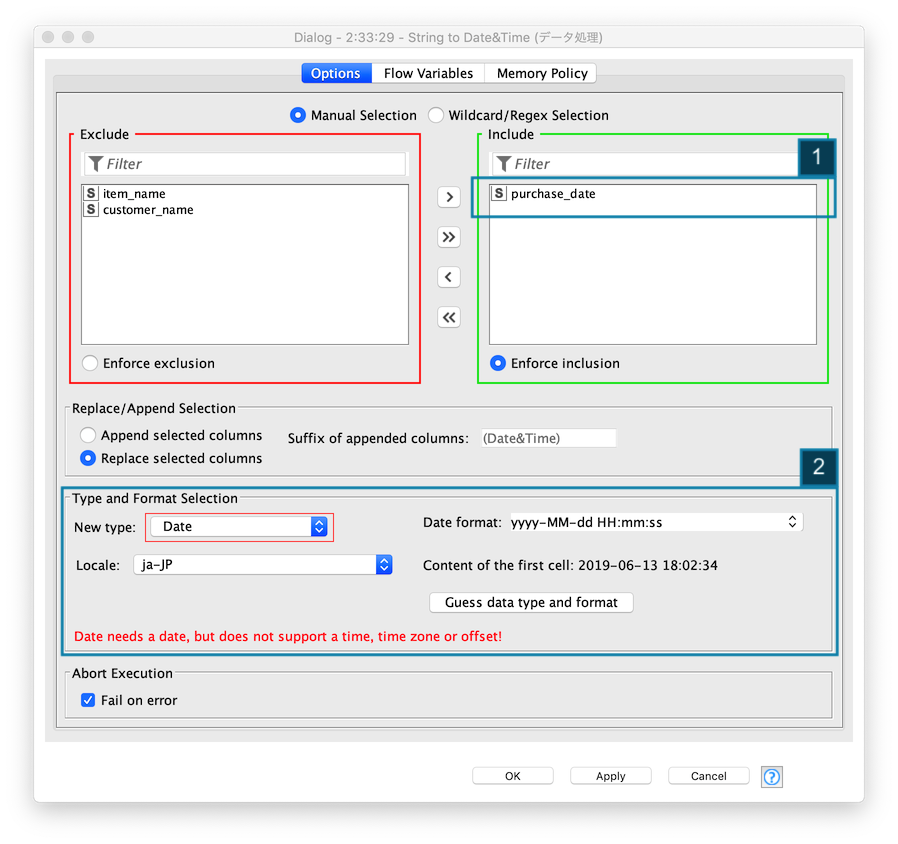 Dialog - 2:33:29 - String to Date&Time (データ処理)
Options Flow Variables Memory Policy
Manual Selection Wildcard/Regex Selection
Exclude Include
1
Filter Filter
S item_name S purchase_date
S customer_name
>
>>
<
<<
Enforce exclusion Enforce inclusion
Replace/Append Selection
Append selected columns Suffix of appended columns: (Date&Time)
Replace selected columns
2
Type and Format Selection
New type: Date Date format: yyyy-MM-dd HH:mm:ss
Locale: ja-JP Content of the first cell: 2019-06-13 18:02:34
Guess data type and format
Date needs a date, but does not support a time, time zone or offset!
Abort Execution
Fail on error
OK Apply Cancel ?